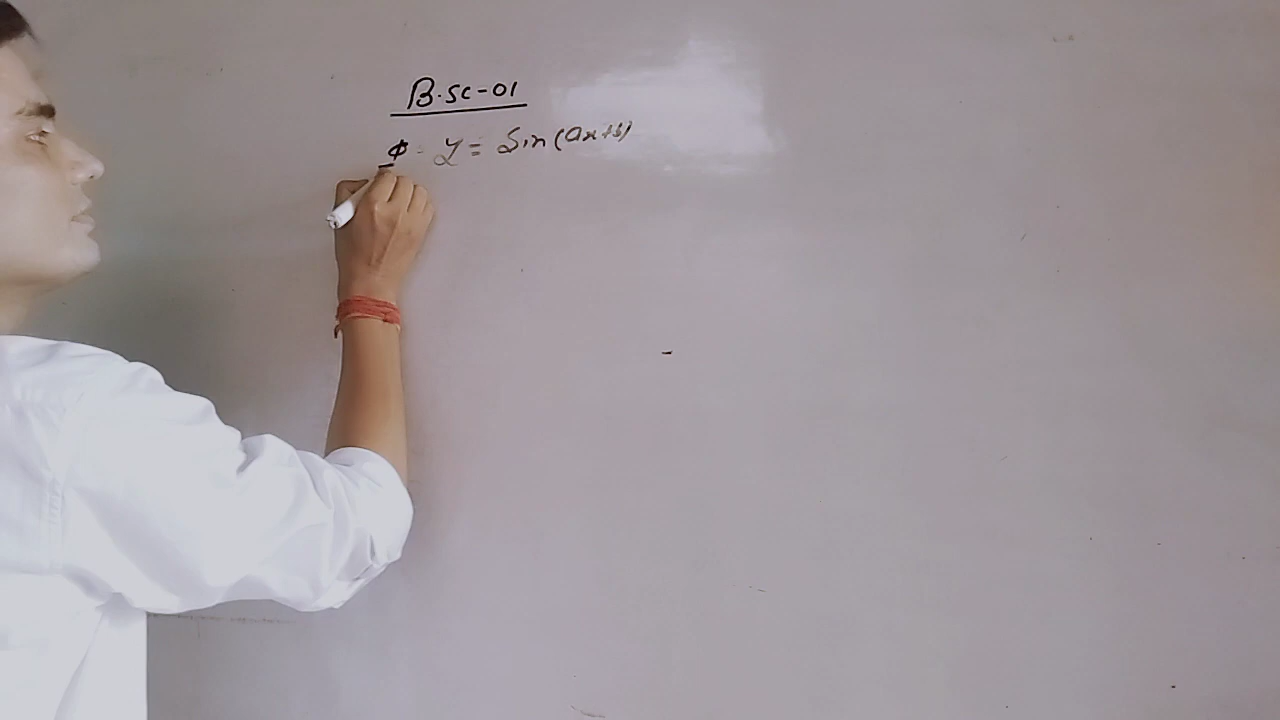 B.Sc-01
Φ - y = Sin(ax+b)